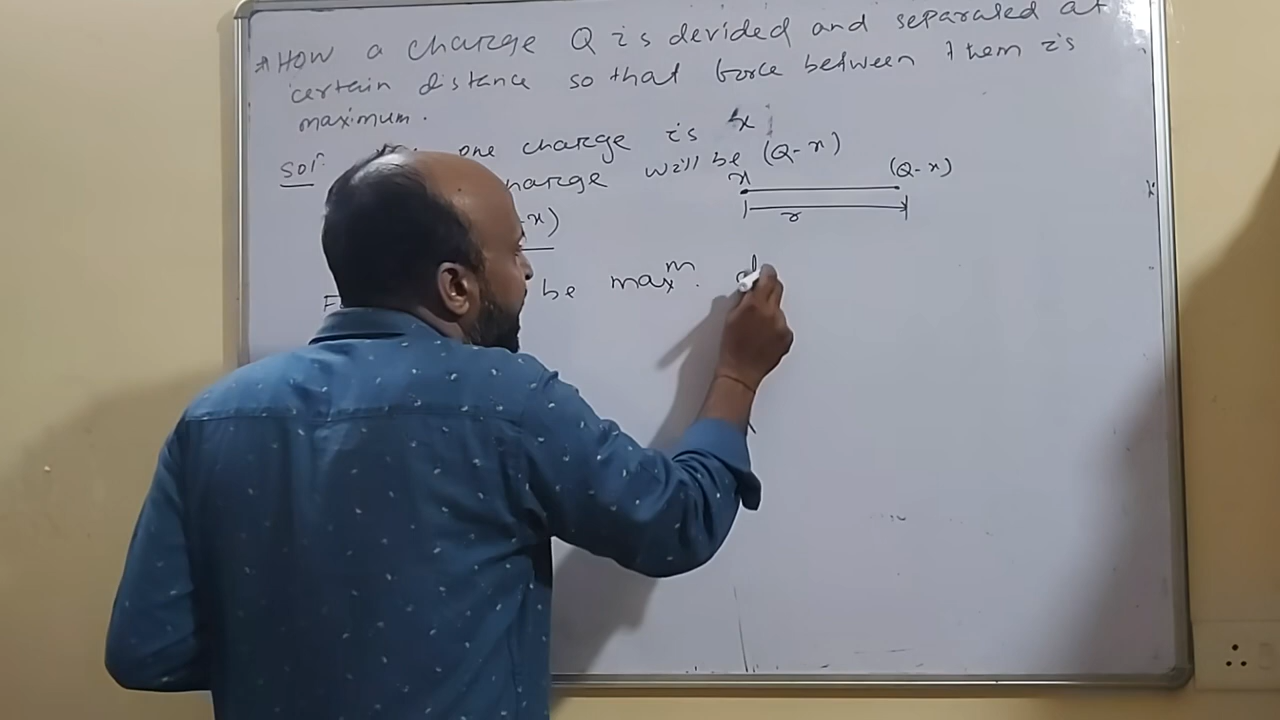 * How a charge Q is devided and separated at
certain distance so that force between them is
maximum.
Sol. one charge is x
charge will be (Q-x)
x (Q-x)
r
-x)
F be max^m. d